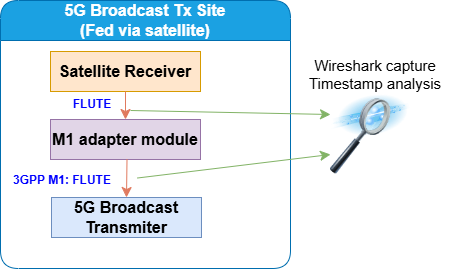 5G Broadcast Tx Site
(Fed via satellite)
Satellite Receiver
FLUTE
M1 adapter module
3GPP M1: FLUTE
5G Broadcast
Transmiter
Wireshark capture
Timestamp analysis